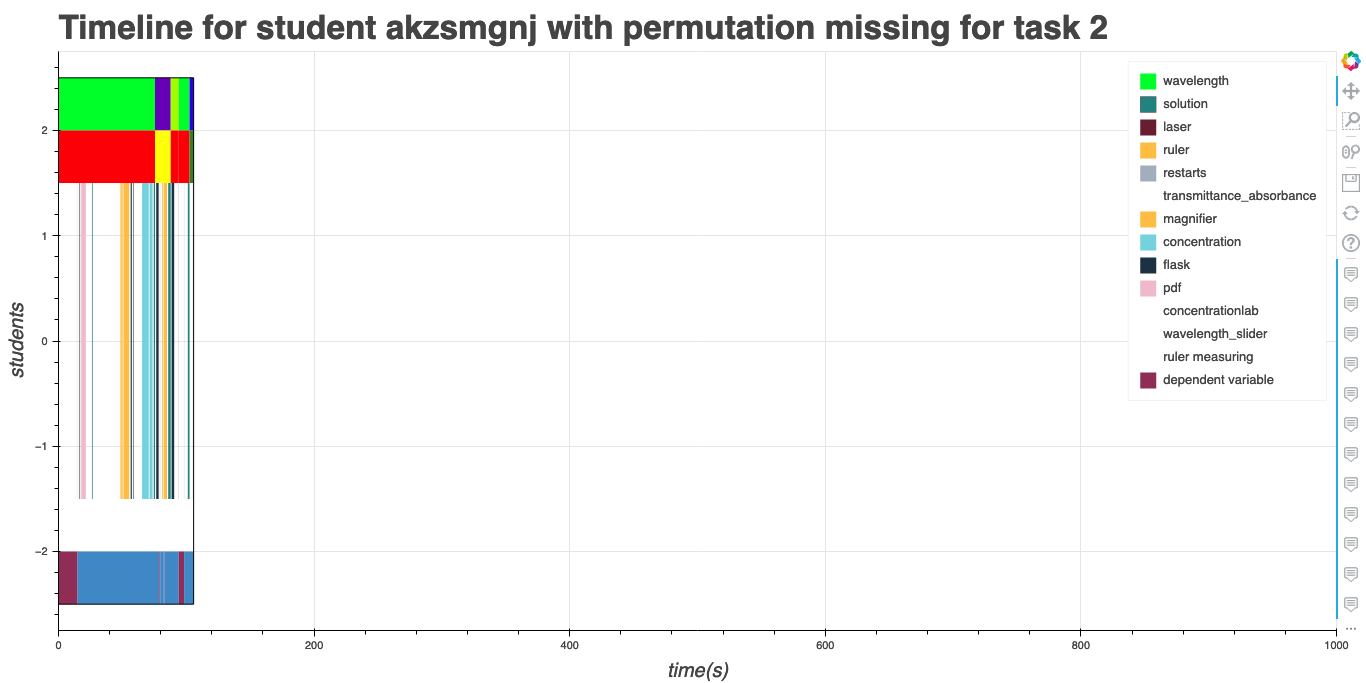 Timeline for student akzsmgnj with permutation missing for task 2
wavelength
solution
laser
ruler
restarts
transmittance_absorbance
magnifier
concentration
flask
pdf
concentrationlab
wavelength_slider
ruler measuring
dependent variable
students
2
1
0
−1
−2
0
200
400
600
800
1000
time(s)